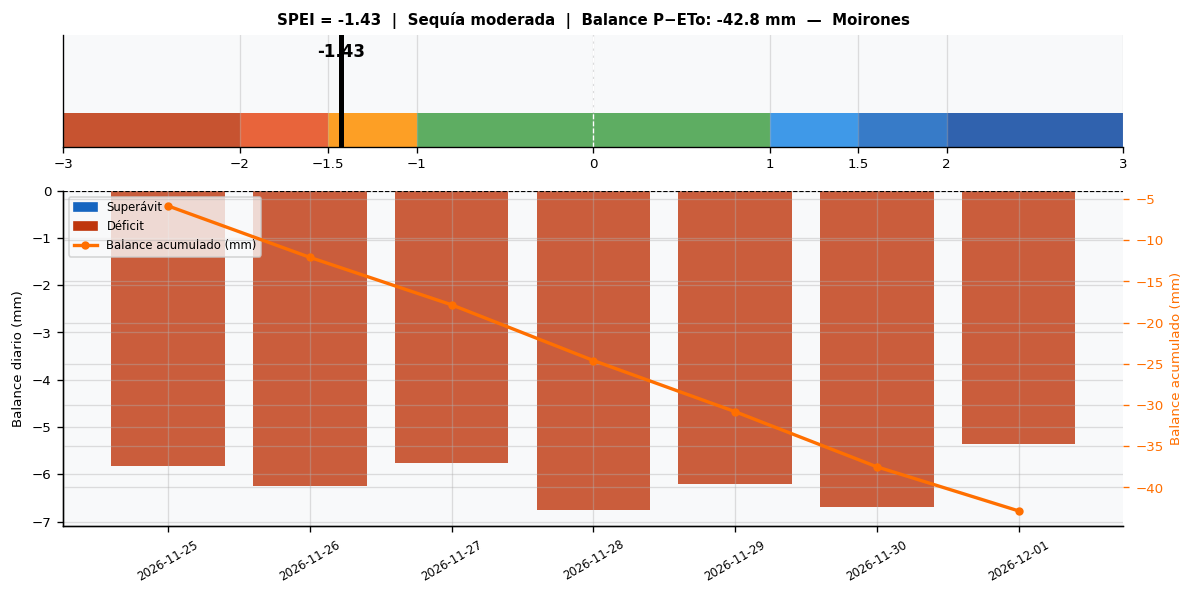 SPEI = -1.43  |  Sequía moderada  |  Balance P−ETo: -42.8 mm  —  Moirones
-1.43
−3 −2 −1.5 −1 0 1 1.5 2 3
Superávit
Déficit
Balance acumulado (mm)
Balance diario (mm)
0
−1
−2
−3
−4
−5
−6
−7
−5
−10
−15
−20
−25
−30
−35
−40
Balance acumulado (mm)
2026-11-25 2026-11-26 2026-11-27 2026-11-28 2026-11-29 2026-11-30 2026-12-01